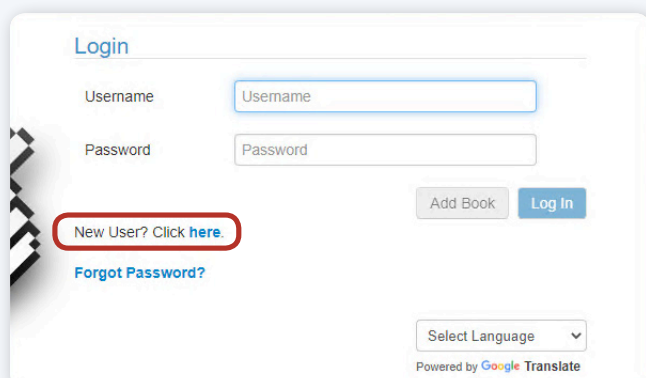 Login
Username Username
Password Password
Add Book Log In
New User? Click here.
Forgot Password?
Select Language
Powered by Google Translate